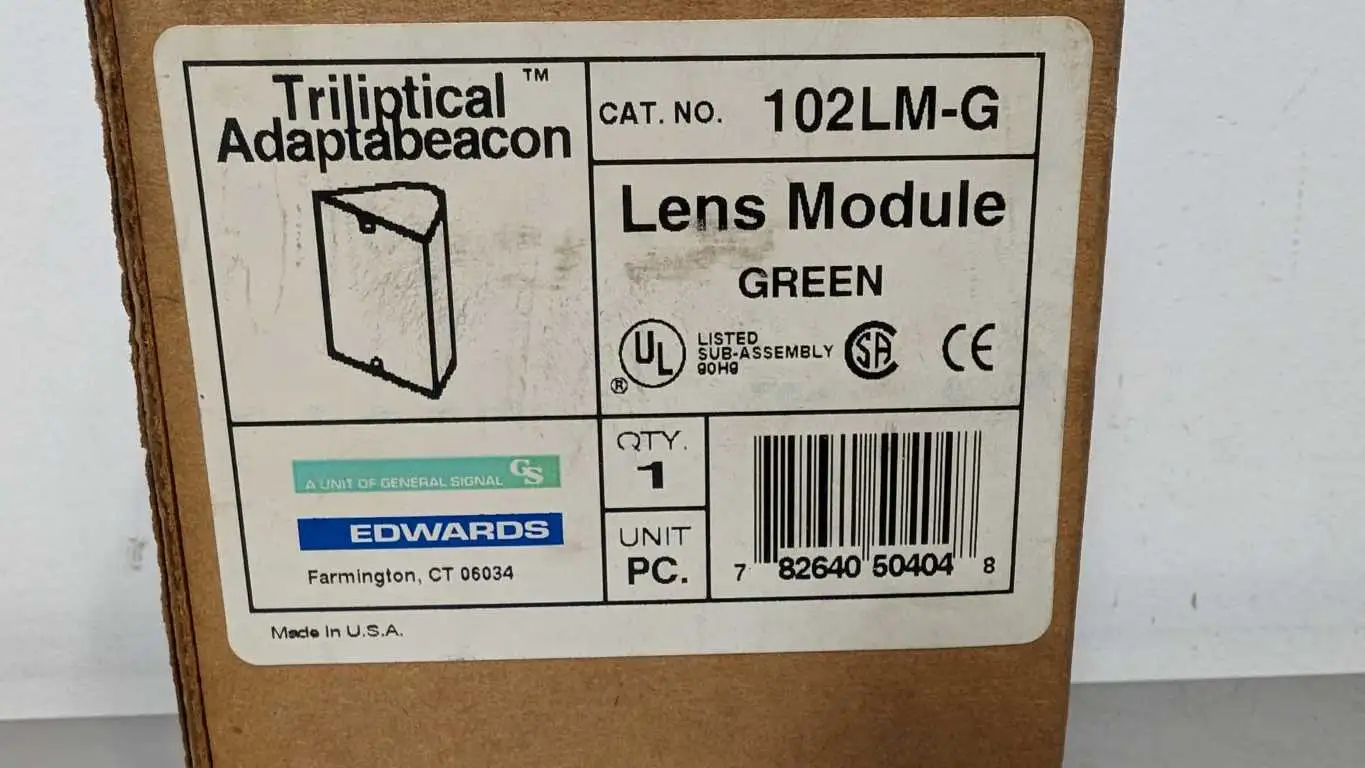 Triliptical™
Adaptabeacon
CAT. NO. 102LM-G
Lens Module
GREEN
UL
®
LISTED
SUB-ASSEMBLY
90H9
SA
CE
GS
A UNIT OF GENERAL SIGNAL
EDWARDS
Farmington, CT 06034
QTY.
1
UNIT
PC.
7 82640 50404 8
Made in U.S.A.